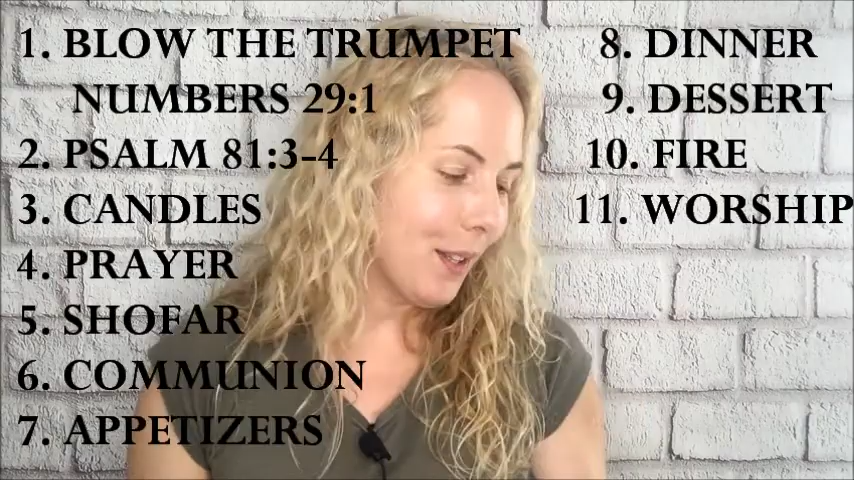 1. BLOW THE TRUMPET
NUMBERS 29:1
2. PSALM 81:3-4
3. CANDLES
4. PRAYER
5. SHOFAR
6. COMMUNION
7. APPETIZERS
8. DINNER
9. DESSERT
10. FIRE
11. WORSHIP